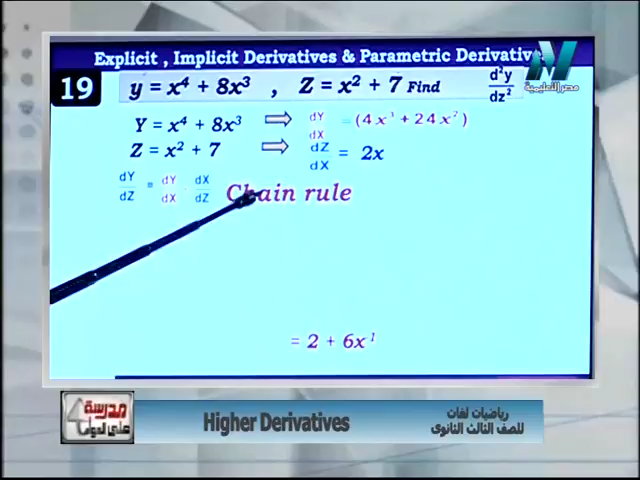 Explicit , Implicit Derivatives & Parametric Derivative
مصر التعليمية
19 y = x⁴ + 8x³ , Z = x² + 7 Find d²y/dz²
Y = x⁴ + 8x³ ⇒ dY/dX = (4x³ + 24x²)
Z = x² + 7 ⇒ dZ/dX = 2x
dY/dZ = dY/dX dX/dZ Chain rule
= 2 + 6x¹
مدرسة على الهواء
Higher Derivatives
رياضيات لغات
للصف الثالث الثانوى